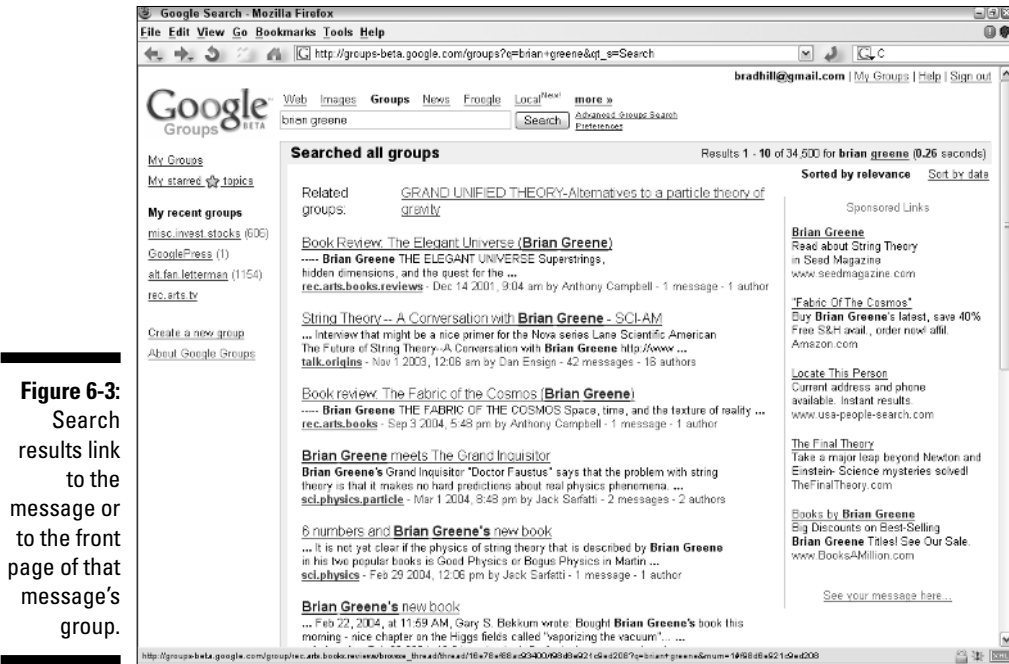 Google Search - Mozilla Firefox
File Edit View Go Bookmarks Tools Help
http://groups-beta.google.com/groups?q=brian+greene&qt_s=Search
G C
bradhill@gmail.com | My Groups | Help | Sign out
Google
Groups BETA
Web Images Groups News Froogle Local New! more »
brian greene
Search
Advanced Groups Search
Preferences
Searched all groups
Results 1 - 10 of 34,500 for brian greene (0.26 seconds)
Sorted by relevance Sort by date
My Groups
My starred topics
My recent groups
misc.invest.stocks (606)
GooglePress (1)
alt.fan.letterman (1154)
rec.arts.tv
Create a new group
About Google Groups
Related groups:
GRAND UNIFIED THEORY-Alternatives to a particle theory of
gravity
Book Review: The Elegant Universe (Brian Greene)
----- Brian Greene THE ELEGANT UNIVERSE Superstrings,
hidden dimensions, and the quest for the ...
rec.arts.books.reviews - Dec 14 2001, 9:04 am by Anthony Campbell - 1 message - 1 author
String Theory -- A Conversation with Brian Greene - SCI-AM
... Interview that might be a nice primer for the Nova series Lane Scientific American
The Future of String Theory--A Conversation with Brian Greene http://www ...
talk.origins - Nov 1 2003, 12:06 am by Dan Ensign - 42 messages - 16 authors
Book review: The Fabric of the Cosmos (Brian Greene)
----- Brian Greene THE FABRIC OF THE COSMOS Space, time, and the texture of reality ...
rec.arts.books - Sep 3 2004, 5:48 pm by Anthony Campbell - 1 message - 1 author
Brian Greene meets The Grand Inquisitor
Brian Greene's Grand Inquisitor "Doctor Faustus" says that the problem with string
theory is that it makes no hard predictions about real physics phenomena. ...
sci.physics.particle - Mar 1 2004, 8:48 pm by Jack Sarfatti - 2 messages - 2 authors
6 numbers and Brian Greene's new book
... It is not yet clear if the physics of string theory that is described by Brian Greene
in his two popular books is Good Physics or Bogus Physics in Martin ...
sci.physics - Feb 29 2004, 12:06 pm by Jack Sarfatti - 1 message - 1 author
Brian Greene's new book
... Feb 22, 2004, at 11:59 AM, Gary S. Bekkum wrote: Bought Brian Greene's book this
morning - nice chapter on the Higgs fields called "vaporizing the vacuum"... ...
Sponsored Links
Brian Greene
Read about String Theory
in Seed Magazine
www.seedmagazine.com
"Fabric Of The Cosmos"
Buy Brian Greene's latest, save 40%
Free S&H avail., order now! affil.
Amazon.com
Locate This Person
Current address and phone
available. Instant results.
www.usa-people-search.com
The Final Theory
Take a major leap beyond Newton and
Einstein- Science mysteries solved!
TheFinalTheory.com
Books by Brian Greene
Big Discounts on Best-Selling
Brian Greene Titles! See Our Sale.
www.BooksAMillion.com
See your message here...
Figure 6-3:
Search
results link
to the
message or
to the front
page of that
message's
group.